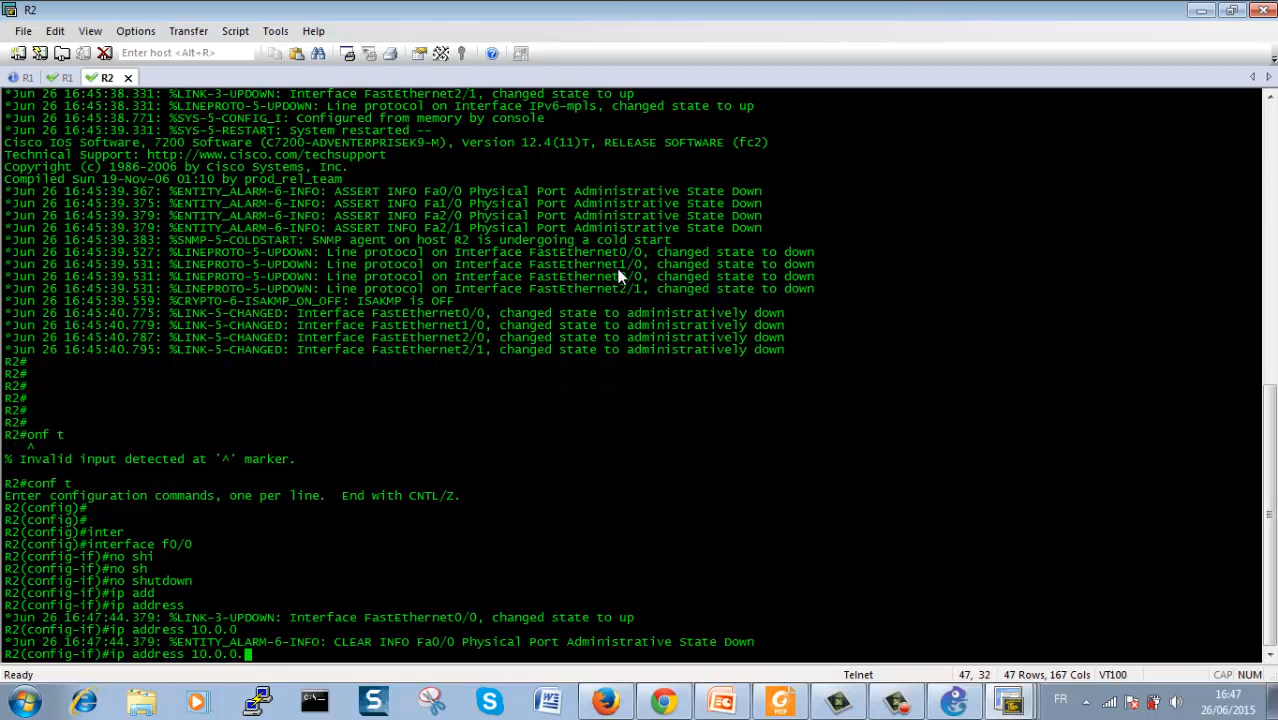 R2
File Edit View Options Transfer Script Tools Help
Enter host <Alt+R>
R1 R1 R2
*Jun 26 16:45:38.331: %LINK-3-UPDOWN: Interface FastEthernet2/1, changed state to up
*Jun 26 16:45:38.331: %LINEPROTO-5-UPDOWN: Line protocol on Interface IPv6-mpls, changed state to up
*Jun 26 16:45:38.771: %SYS-5-CONFIG_I: Configured from memory by console
*Jun 26 16:45:39.331: %SYS-5-RESTART: System restarted --
Cisco IOS Software, 7200 Software (C7200-ADVENTERPRISEK9-M), Version 12.4(11)T, RELEASE SOFTWARE (fc2)
Technical Support: http://www.cisco.com/techsupport
Copyright (c) 1986-2006 by Cisco Systems, Inc.
Compiled Sun 19-Nov-06 01:10 by prod_rel_team
*Jun 26 16:45:39.367: %ENTITY_ALARM-6-INFO: ASSERT INFO Fa0/0 Physical Port Administrative State Down
*Jun 26 16:45:39.375: %ENTITY_ALARM-6-INFO: ASSERT INFO Fa1/0 Physical Port Administrative State Down
*Jun 26 16:45:39.379: %ENTITY_ALARM-6-INFO: ASSERT INFO Fa2/0 Physical Port Administrative State Down
*Jun 26 16:45:39.379: %ENTITY_ALARM-6-INFO: ASSERT INFO Fa2/1 Physical Port Administrative State Down
*Jun 26 16:45:39.383: %SNMP-5-COLDSTART: SNMP agent on host R2 is undergoing a cold start
*Jun 26 16:45:39.527: %LINEPROTO-5-UPDOWN: Line protocol on Interface FastEthernet0/0, changed state to down
*Jun 26 16:45:39.531: %LINEPROTO-5-UPDOWN: Line protocol on Interface FastEthernet1/0, changed state to down
*Jun 26 16:45:39.531: %LINEPROTO-5-UPDOWN: Line protocol on Interface FastEthernet2/0, changed state to down
*Jun 26 16:45:39.531: %LINEPROTO-5-UPDOWN: Line protocol on Interface FastEthernet2/1, changed state to down
*Jun 26 16:45:39.559: %CRYPTO-6-ISAKMP_ON_OFF: ISAKMP is OFF
*Jun 26 16:45:40.775: %LINK-5-CHANGED: Interface FastEthernet0/0, changed state to administratively down
*Jun 26 16:45:40.779: %LINK-5-CHANGED: Interface FastEthernet1/0, changed state to administratively down
*Jun 26 16:45:40.787: %LINK-5-CHANGED: Interface FastEthernet2/0, changed state to administratively down
*Jun 26 16:45:40.795: %LINK-5-CHANGED: Interface FastEthernet2/1, changed state to administratively down
R2#
R2#
R2#
R2#
R2#
R2#
R2#onf t
^
% Invalid input detected at '^' marker.
R2#conf t
Enter configuration commands, one per line. End with CNTL/Z.
R2(config)#
R2(config)#
R2(config)#inter
R2(config)#interface f0/0
R2(config-if)#no shi
R2(config-if)#no sh
R2(config-if)#no shutdown
R2(config-if)#ip add
R2(config-if)#ip address
*Jun 26 16:47:44.379: %LINK-3-UPDOWN: Interface FastEthernet0/0, changed state to up
R2(config-if)#ip address 10.0.0
*Jun 26 16:47:44.379: %ENTITY_ALARM-6-INFO: CLEAR INFO Fa0/0 Physical Port Administrative State Down
R2(config-if)#ip address 10.0.0.
Ready Telnet 47, 32 47 Rows, 167 Cols VT100 CAP NUM
FR 16:47
26/06/2015